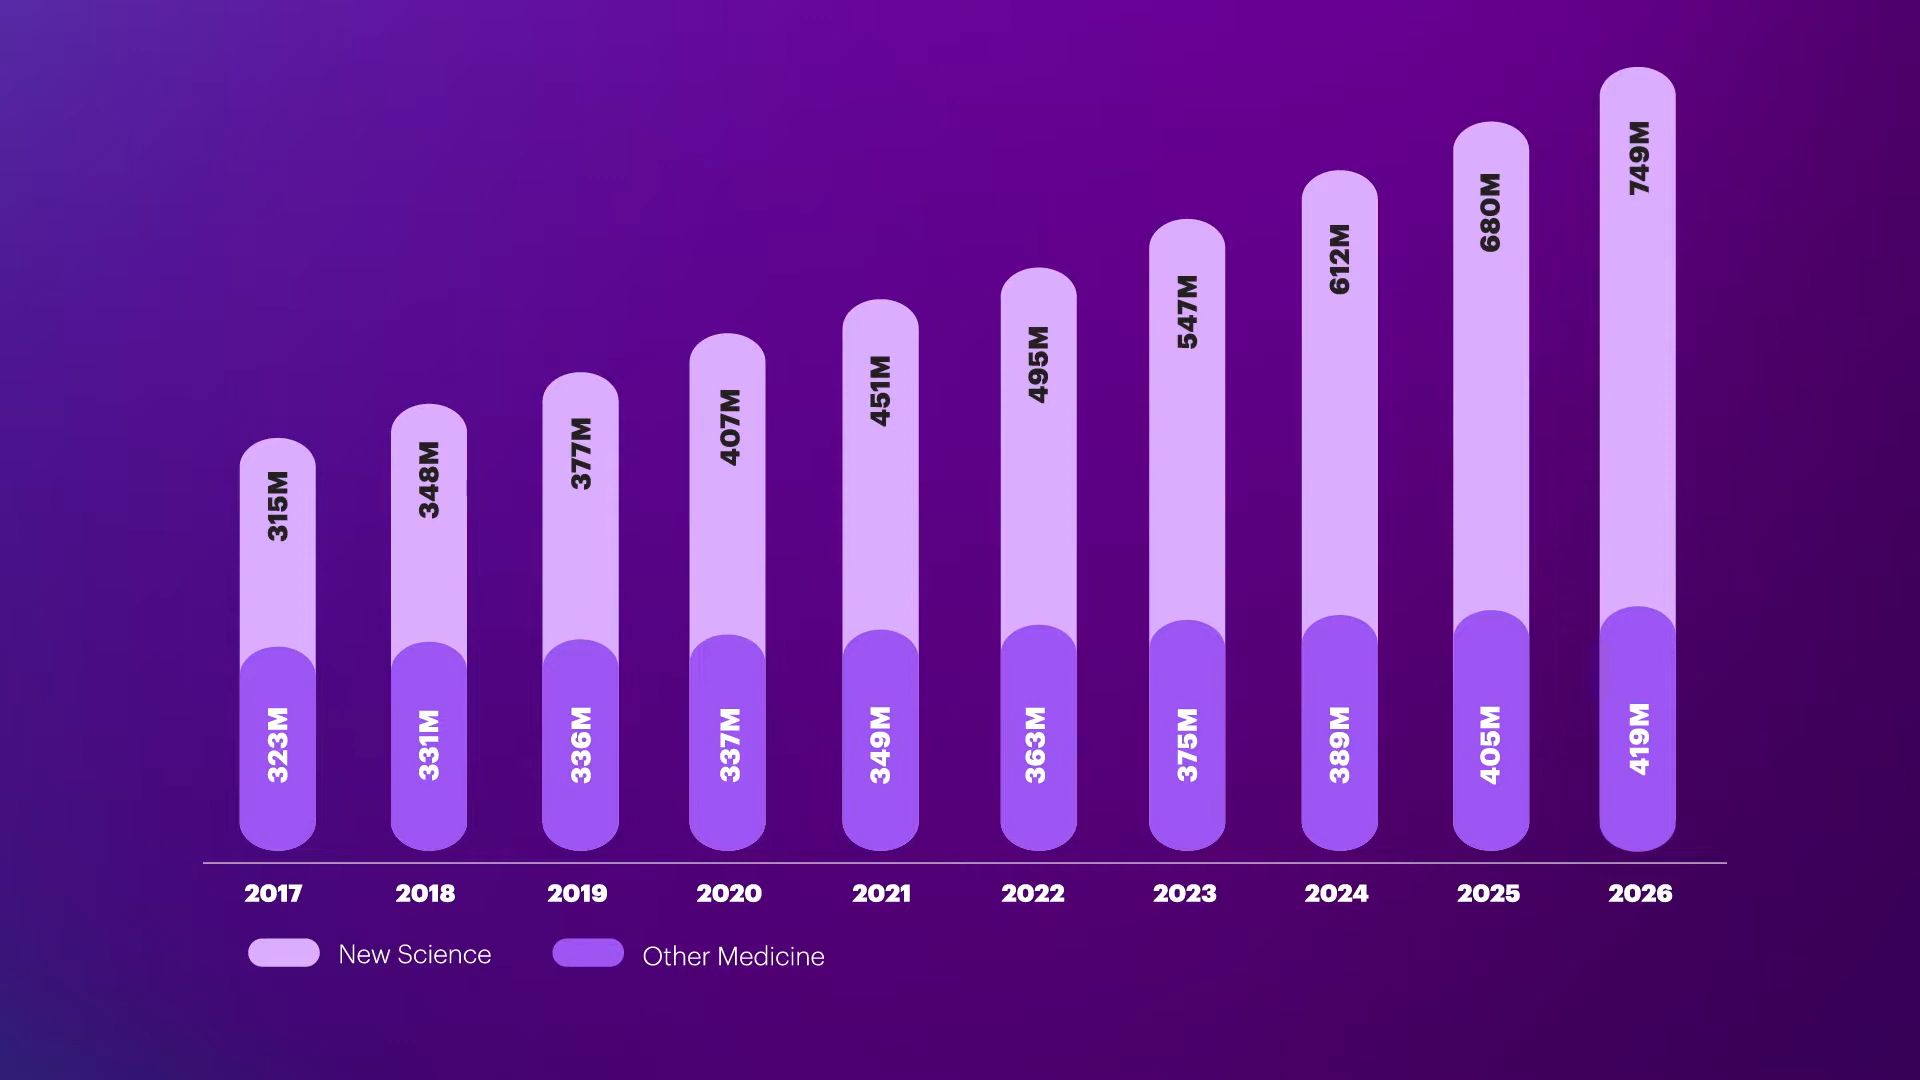 315M
348M
377M
407M
451M
495M
547M
612M
680M
749M
323M
331M
336M
337M
349M
363M
375M
389M
405M
419M
2017 2018 2019 2020 2021 2022 2023 2024 2025 2026
New Science
Other Medicine